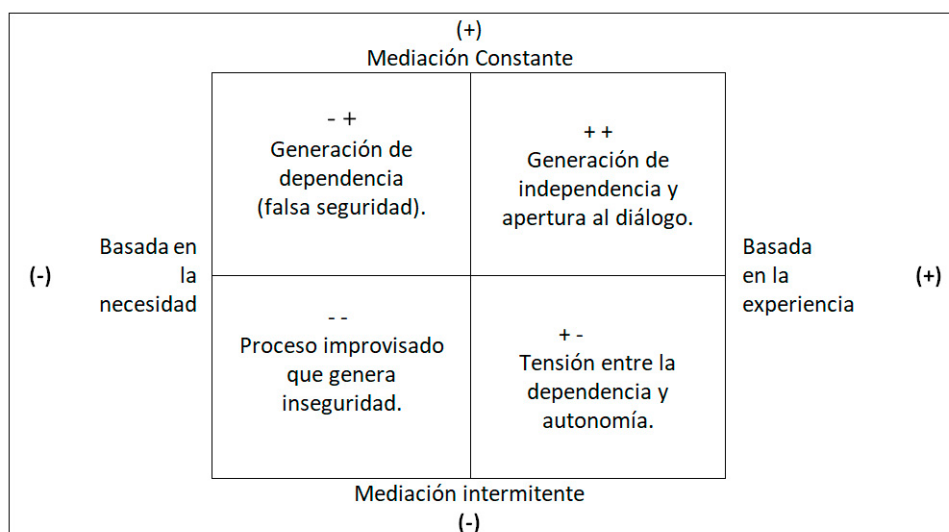 (+)
Mediación Constante
- +
Generación de
dependencia
(falsa seguridad).
+ +
Generación de
independencia y
apertura al diálogo.
(-)
Basada en
la
necesidad
Basada
en la
experiencia
(+)
- -
Proceso improvisado
que genera
inseguridad.
+ -
Tensión entre la
dependencia y
autonomía.
Mediación intermitente
(-)